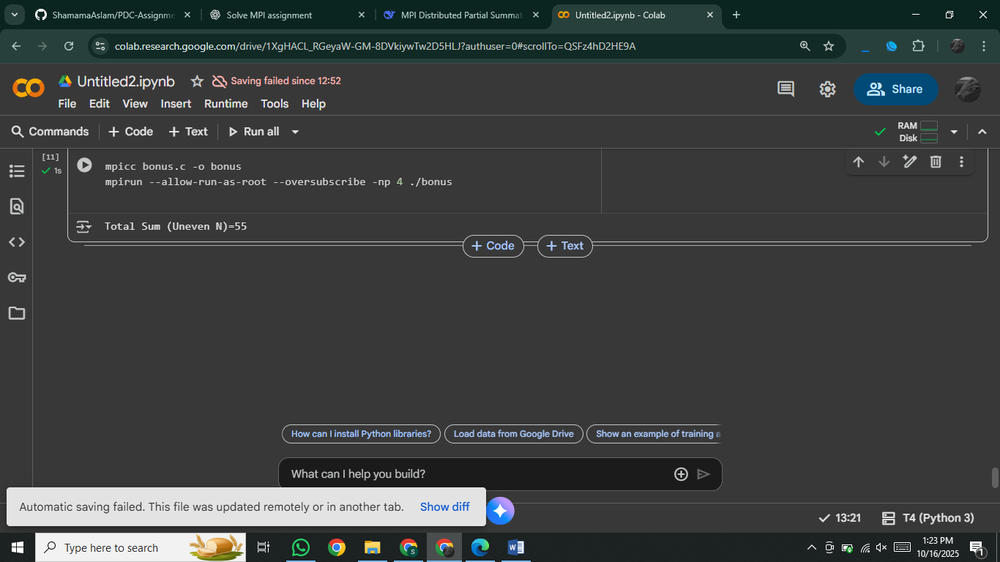 ShamamaAslam/PDC-Assignme
Solve MPI assignment
MPI Distributed Partial Summat
Untitled2.ipynb - Colab
colab.research.google.com/drive/1XgHACL_RGeyaW-GM-8DVkiywTw2D5HLJ?authuser=0#scrollTo=QSFz4hD2HE9A
Untitled2.ipynb
Saving failed since 12:52
File Edit View Insert Runtime Tools Help
Share
Commands + Code + Text Run all
RAM
Disk
[11]
1s
mpicc bonus.c -o bonus
mpirun --allow-run-as-root --oversubscribe -np 4 ./bonus
Total Sum (Uneven N)=55
+ Code + Text
How can I install Python libraries? Load data from Google Drive Show an example of training a
What can I help you build?
Automatic saving failed. This file was updated remotely or in another tab. Show diff
13:21 T4 (Python 3)
Type here to search
1:23 PM
10/16/2025
1